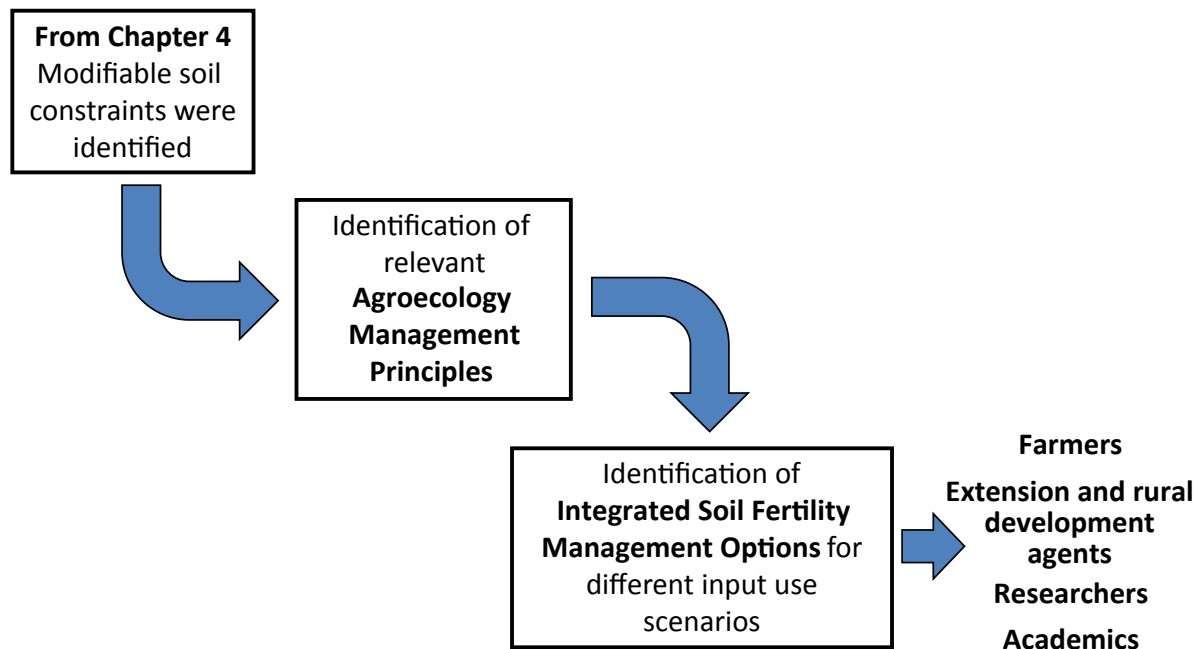 From Chapter 4
Modifiable soil
constraints were
identified
Identification of
relevant
Agroecology
Management
Principles
Identification of
Integrated Soil Fertility
Management Options for
different input use
scenarios
Farmers
Extension and rural
development
agents
Researchers
Academics